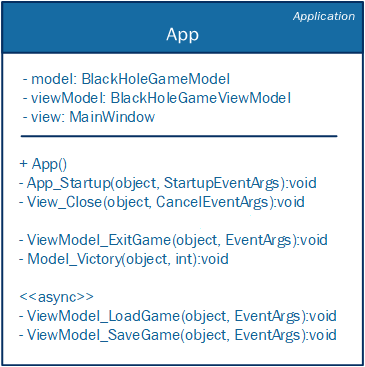 Application
App
- model: BlackHoleGameModel
- viewModel: BlackHoleGameViewModel
- view: MainWindow
+ App()
- App_Startup(object, StartupEventArgs):void
- View_Close(object, CancelEventArgs):void
- ViewModel_ExitGame(object, EventArgs):void
- Model_Victory(object, int):void
<<async>>
- ViewModel_LoadGame(object, EventArgs):void
- ViewModel_SaveGame(object, EventArgs):void